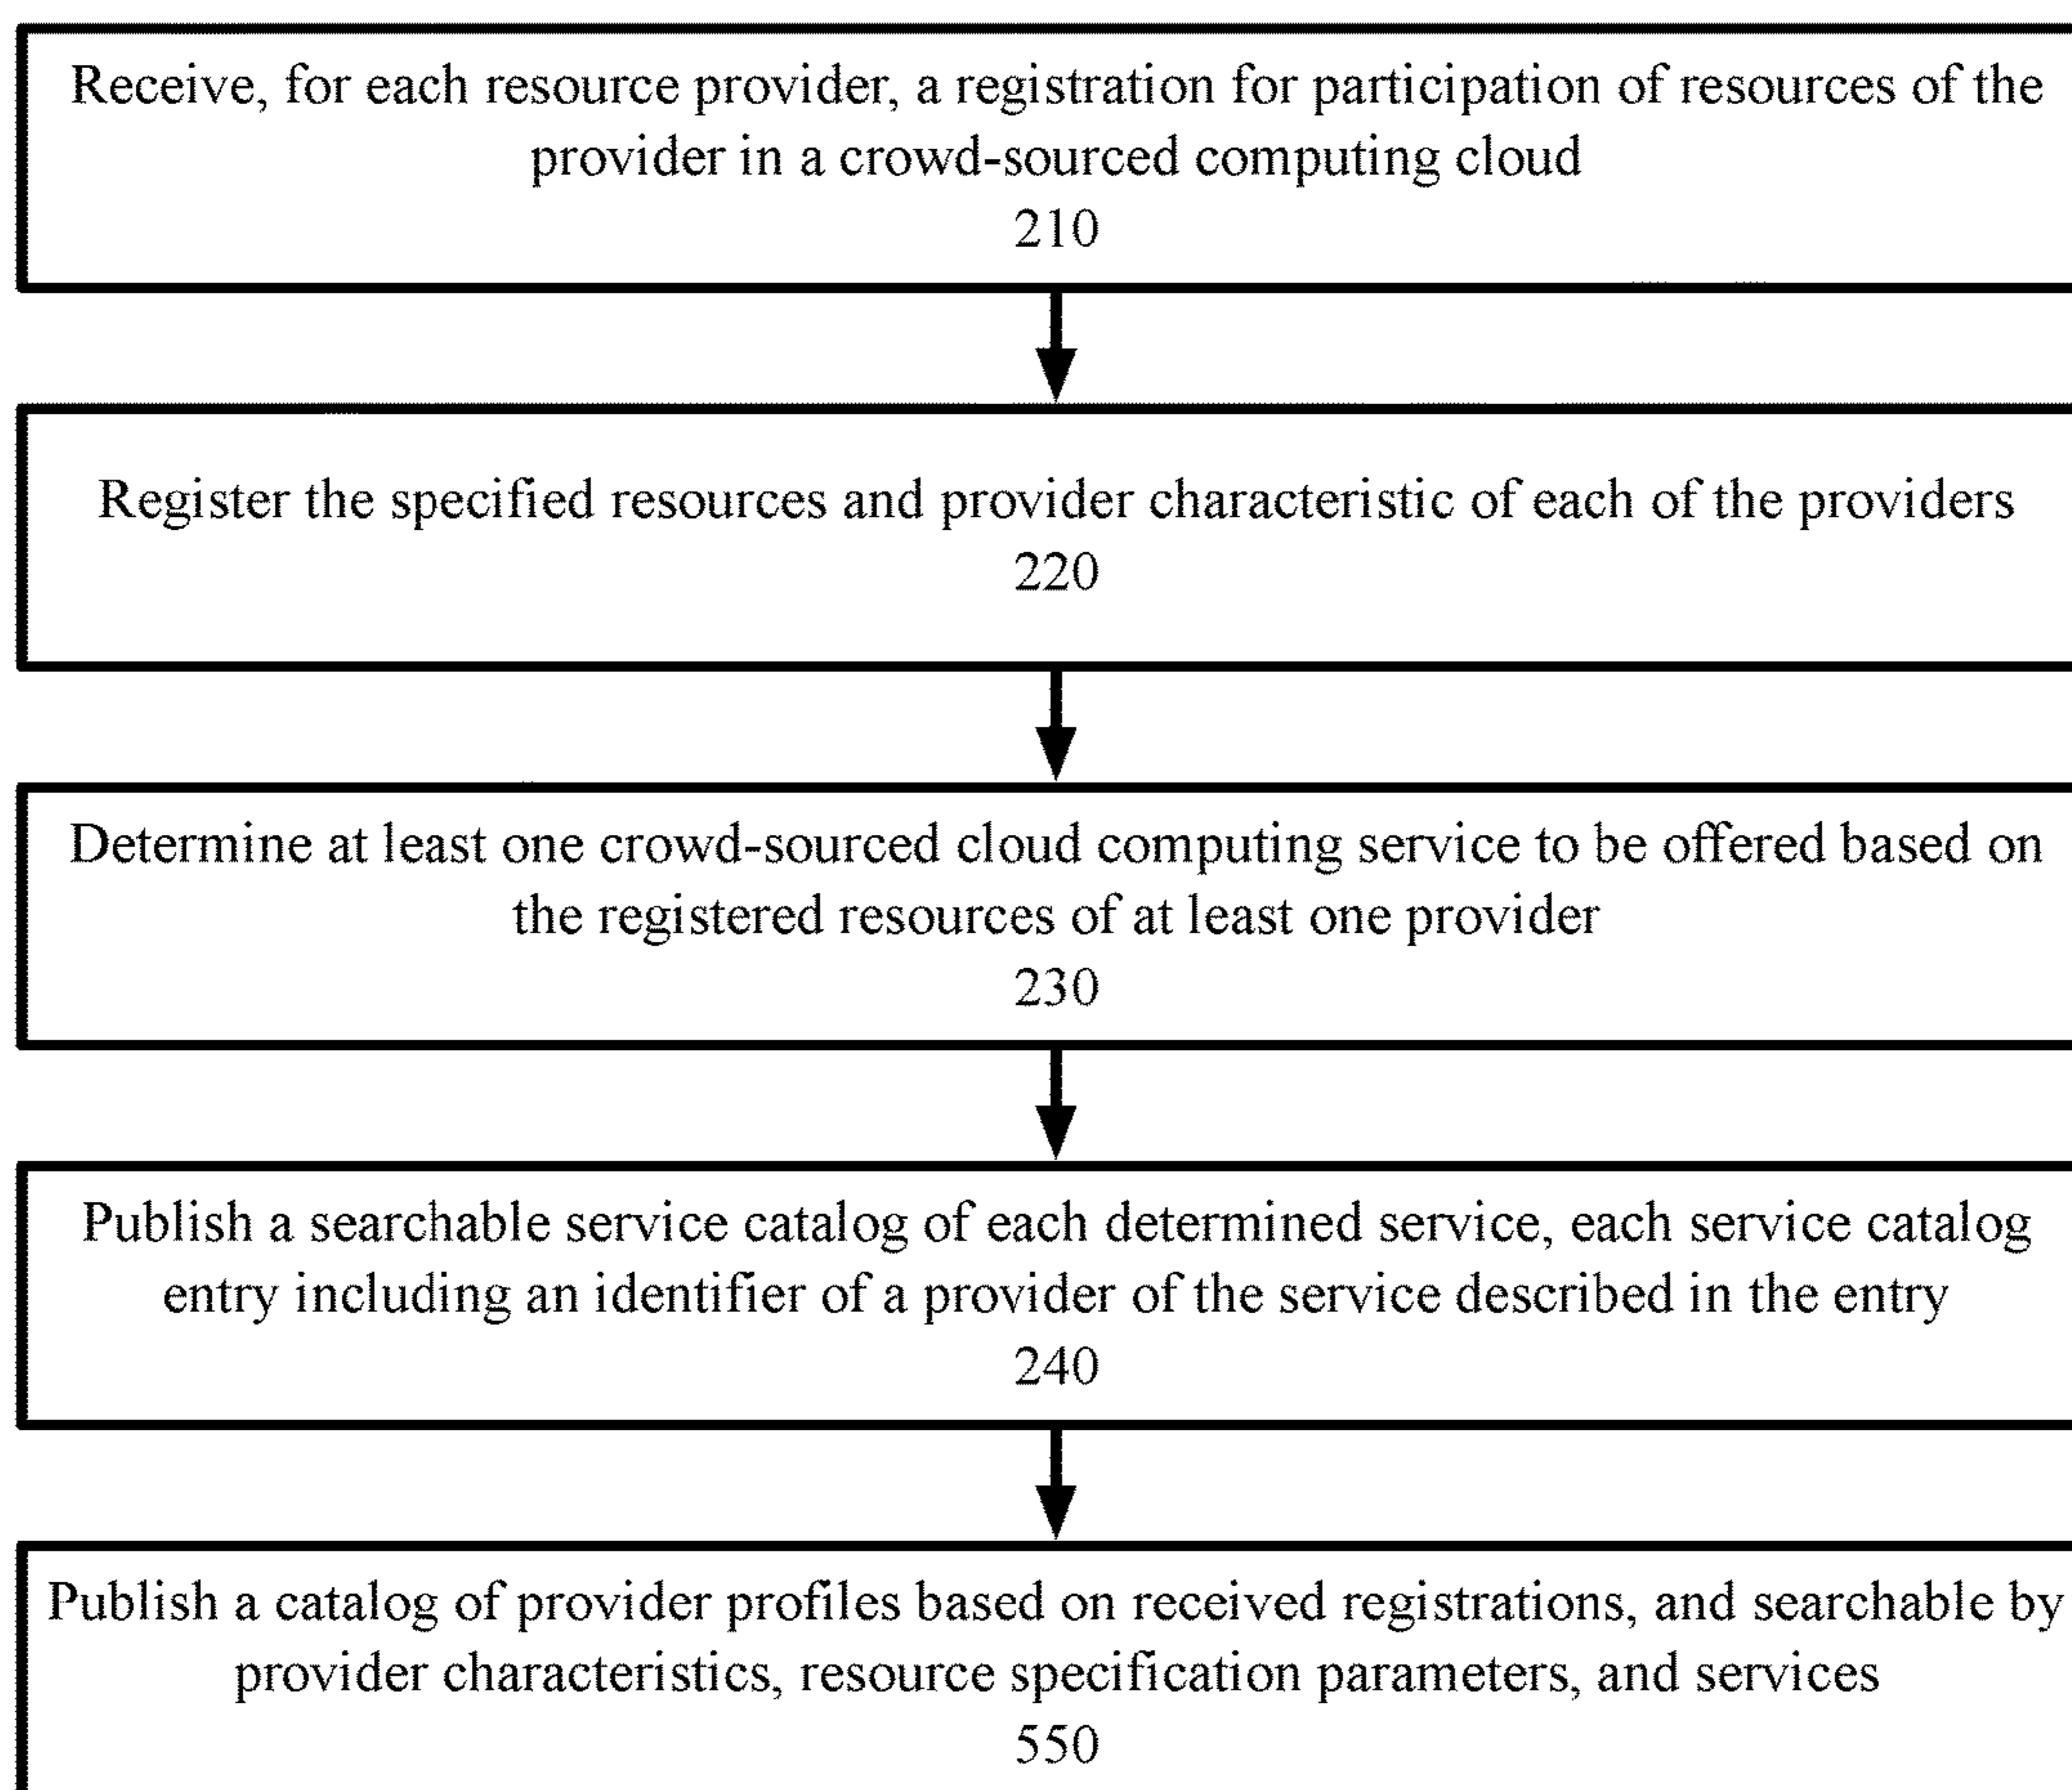 Receive, for each resource provider, a registration for participation of resources of the
provider in a crowd-sourced computing cloud
210
Register the specified resources and provider characteristic of each of the providers
220
Determine at least one crowd-sourced cloud computing service to be offered based on
the registered resources of at least one provider
230
Publish a searchable service catalog of each determined service, each service catalog
entry including an identifier of a provider of the service described in the entry
240
Publish a catalog of provider profiles based on received registrations, and searchable by
provider characteristics, resource specification parameters, and services
550